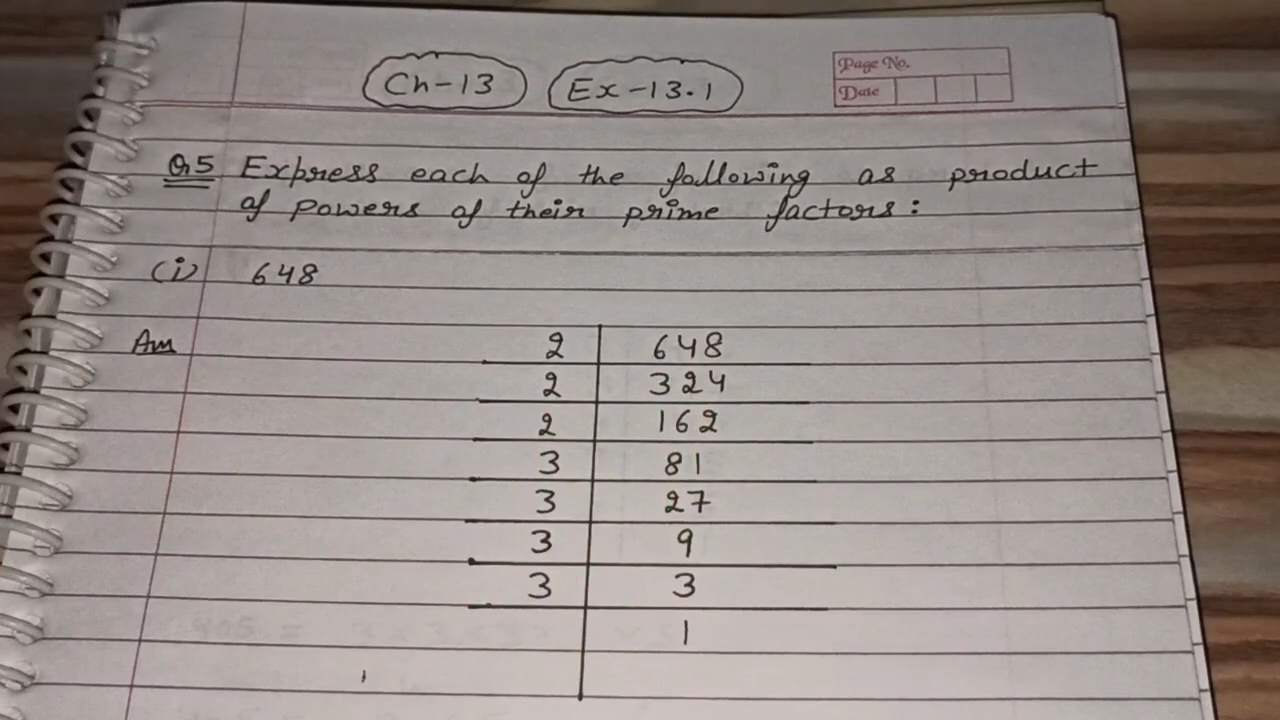 Ch-13 Ex-13.1
Page No.
Date
Q5 Express each of the following as product
of powers of their prime factors:
(i) 648
Ans
2 648
2 324
2 162
3 81
3 27
3 9
3 3
1